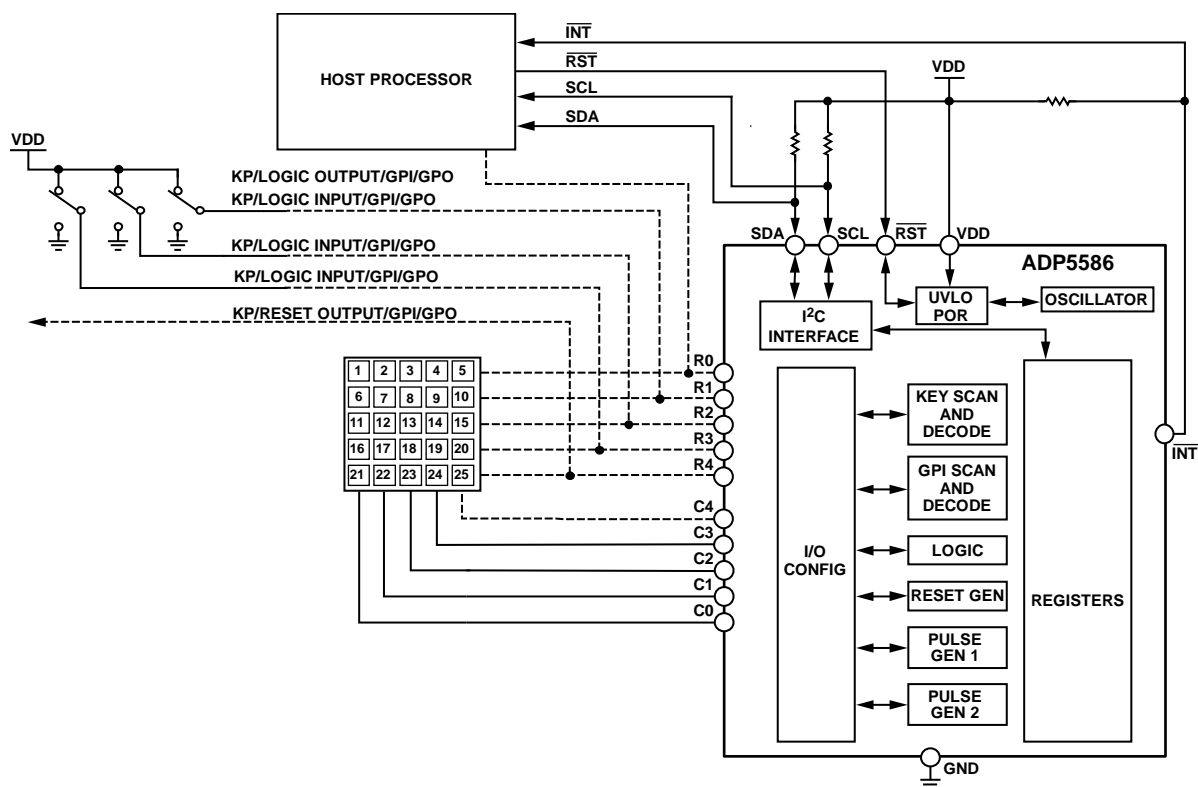 INT
RST
HOST PROCESSOR
SCL
SDA
VDD
VDD
KP/LOGIC OUTPUT/GPI/GPO
KP/LOGIC INPUT/GPI/GPO
KP/LOGIC INPUT/GPI/GPO
KP/LOGIC INPUT/GPI/GPO
KP/RESET OUTPUT/GPI/GPO
SDA SCL RST VDD
ADP5586
I2C
INTERFACE
UVLO
POR
OSCILLATOR
1 2 3 4 5
6 7 8 9 10
11 12 13 14 15
16 17 18 19 20
21 22 23 24 25
R0
R1
R2
R3
R4
C4
C3
C2
C1
C0
I/O
CONFIG
KEY SCAN
AND
DECODE
GPI SCAN
AND
DECODE
LOGIC
RESET GEN
PULSE
GEN 1
PULSE
GEN 2
REGISTERS
INT
GND